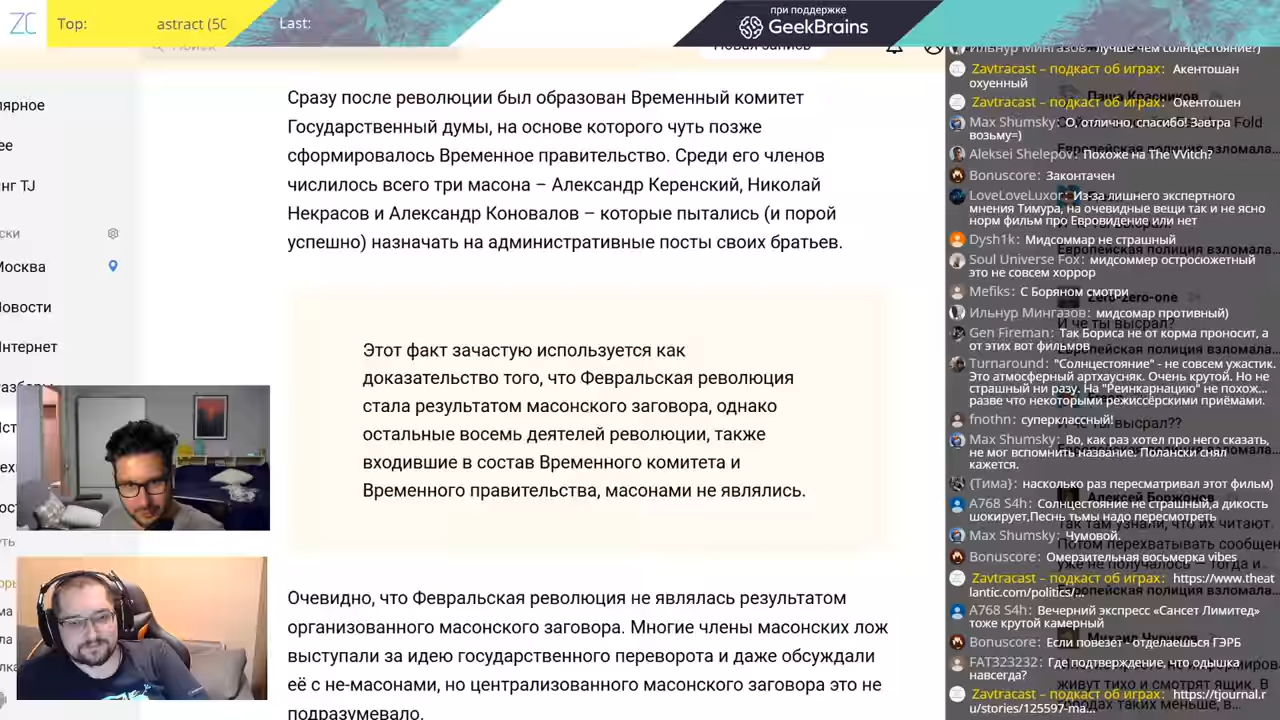 ZC
Top:
astract (50
Last:
при поддержке
GeekBrains
Поиск
Новая запись
лярное
ее
нг TJ
ски
Москва
Новости
Интернет
Сразу после революции был образован Временный комитет
Государственный думы, на основе которого чуть позже
сформировалось Временное правительство. Среди его членов
числилось всего три масона – Александр Керенский, Николай
Некрасов и Александр Коновалов – которые пытались (и порой
успешно) назначать на административные посты своих братьев.
Этот факт зачастую используется как
доказательство того, что Февральская революция
стала результатом масонского заговора, однако
остальные восемь деятелей революции, также
входившие в состав Временного комитета и
Временного правительства, масонами не являлись.
Очевидно, что Февральская революция не являлась результатом
организованного масонского заговора. Многие члены масонских лож
выступали за идею государственного переворота и даже обсуждали
её с не-масонами, но централизованного масонского заговора это не
подразумевало.
Ильнур Мингазов: лучше чем солнцестояние?)
Zavtracast – подкаст об играх: Акентошан
охуенный
Zavtracast – подкаст об играх: Окентошен
Max Shumsky: О, отлично, спасибо! Завтра
возьму=)
Aleksei Shelepov: Похоже на The VVitch?
Bonuscore: Законтачен
LoveLoveLuxor: Из-за лишнего экспертного
мнения Тимура, на очевидные вещи так и не ясно
норм фильм про Евровидение или нет
Dysh1k: Мидсоммар не страшный
Soul Universe Fox: мидсоммер остросюжетный
это не совсем хоррор
Mefiks: С Боряном смотри
Ильнур Мингазов: мидсомар противный)
Gen Fireman: Так Бориса не от корма проносит, а
от этих вот фильмов
Turnaround: "Солнцестояние" - не совсем ужастик.
Это атмосферный артхаусняк. Очень крутой. Но не
страшный ни разу. На "Реинкарнацию" не похож...
разве что некоторыми режиссёрскими приёмами.
fnothn: суперклассный!
Max Shumsky: Во, как раз хотел про него сказать,
не мог вспомнить название. Полански снял
кажется.
{Тима}: насколько раз пересматривал этот фильм)
A768 S4h: Солнцестояние не страшный,а дикость
шокирует,Песнь тьмы надо пересмотреть
Max Shumsky: Чумовой.
Bonuscore: Омерзительная восьмерка vibes
Zavtracast – подкаст об играх: https://www.theat
lantic.com/politics/...
A768 S4h: Вечерний экспресс «Сансет Лимитед»
тоже крутой камерный
Bonuscore: Если повезет - отделаешься ГЭРБ
FAT323232: Где подтверждение, что одышка
навсегда?
Zavtracast – подкаст об играх: https://tjournal.r
u/stories/125597-ma...